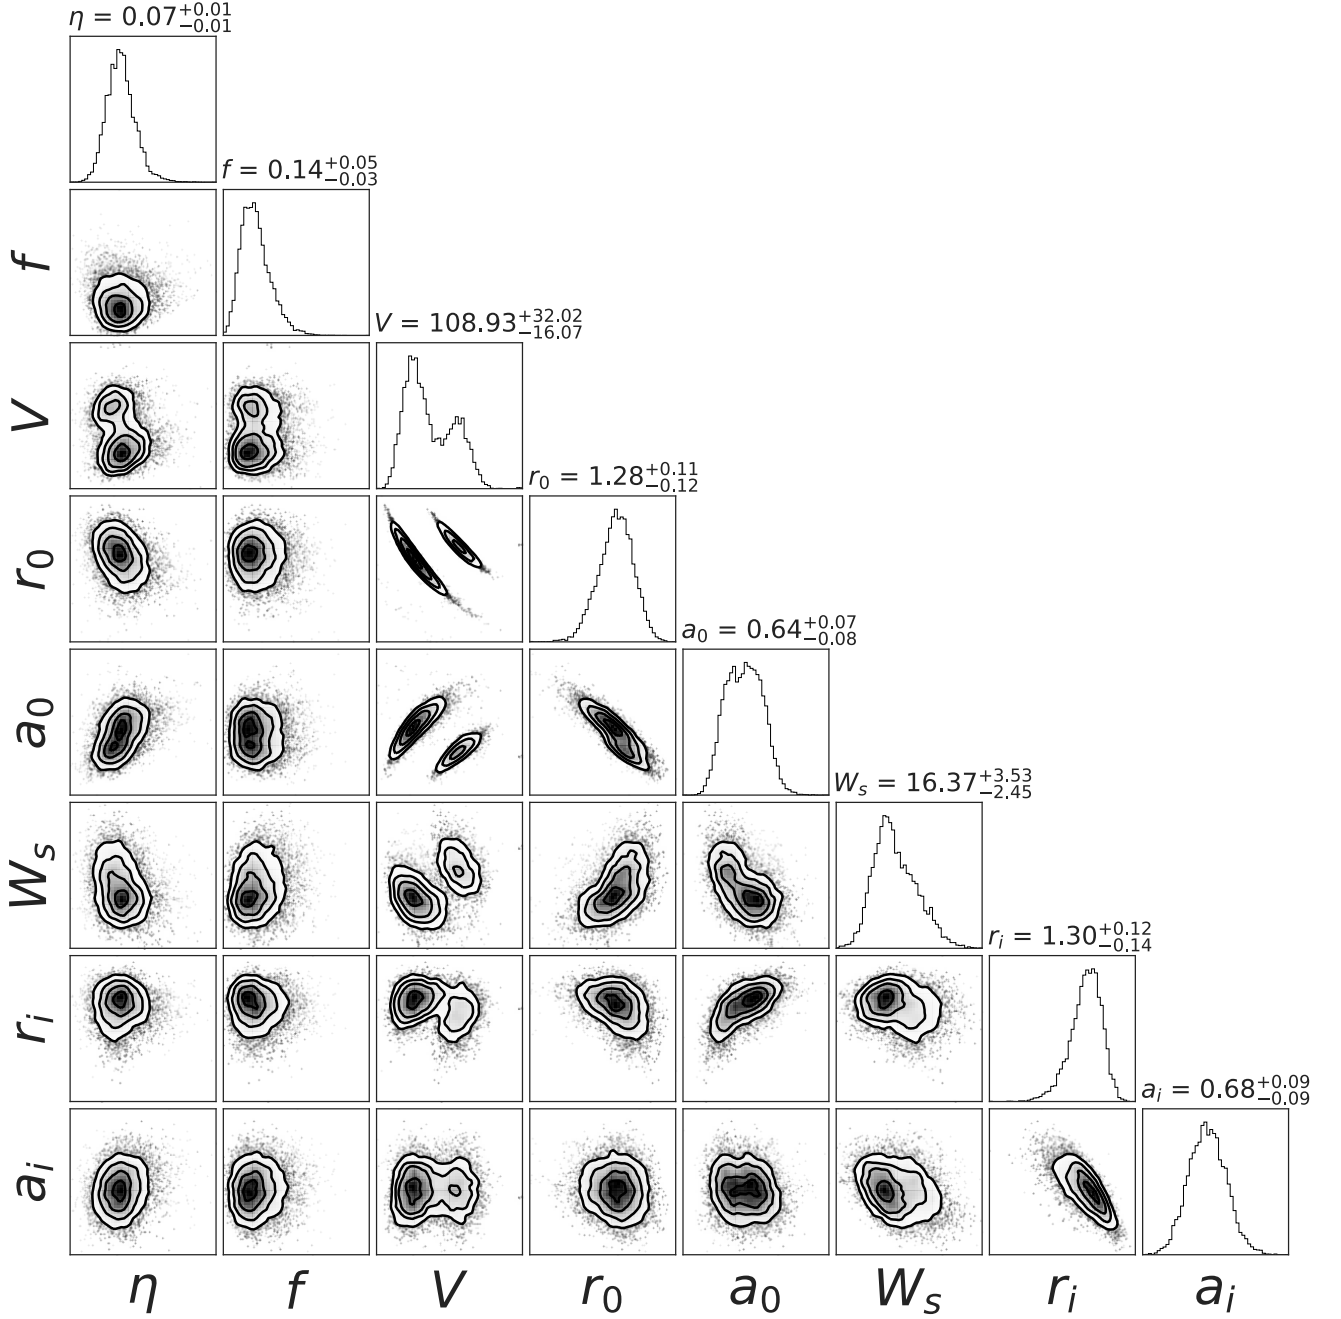 η = 0.07+0.01−0.01
f = 0.14+0.05−0.03
f
V = 108.93+32.02−16.07
V
r0 = 1.28+0.11−0.12
r0
a0 = 0.64+0.07−0.08
a0
Ws = 16.37+3.53−2.45
Ws
ri = 1.30+0.12−0.14
ri
ai = 0.68+0.09−0.09
ai
η f V r0 a0 Ws ri ai